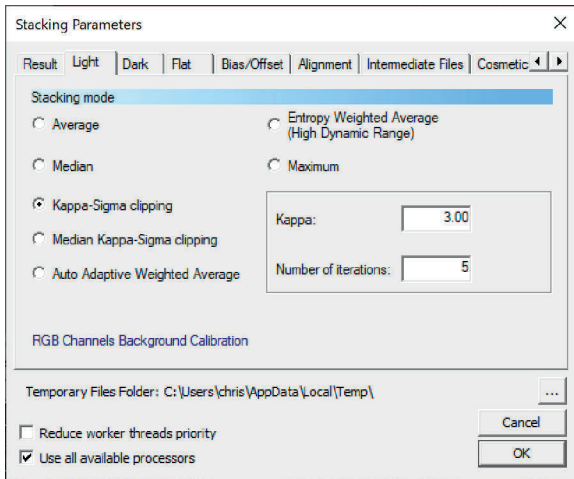 Stacking Parameters
Result Light Dark Flat Bias/Offset Alignment Intermediate Files Cosmetic
Stacking mode
Average
Entropy Weighted Average
(High Dynamic Range)
Median
Maximum
Kappa-Sigma clipping
Median Kappa-Sigma clipping
Auto Adaptive Weighted Average
Kappa: 3.00
Number of iterations: 5
RGB Channels Background Calibration
Temporary Files Folder: C:\Users\chris\AppData\Local\Temp\
...
Reduce worker threads priority
Use all available processors
Cancel
OK